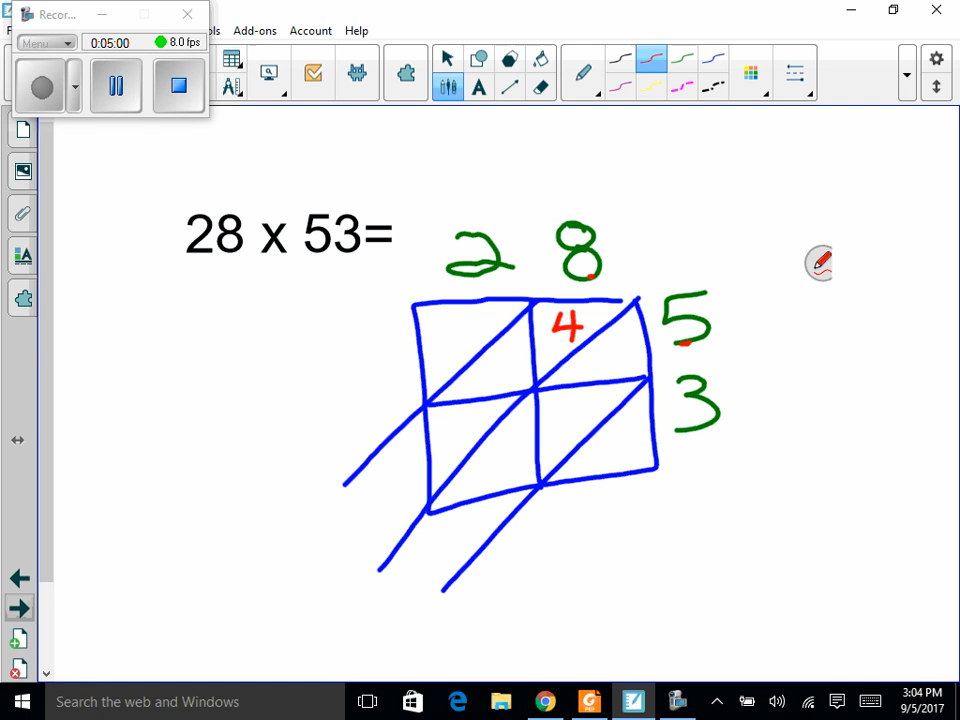 Recor...
Menu
0:05:00
8.0 fps
ols Add-ons Account Help
A
A
28 x 53=
2 8
4
5
3
Search the web and Windows
3:04 PM
9/5/2017